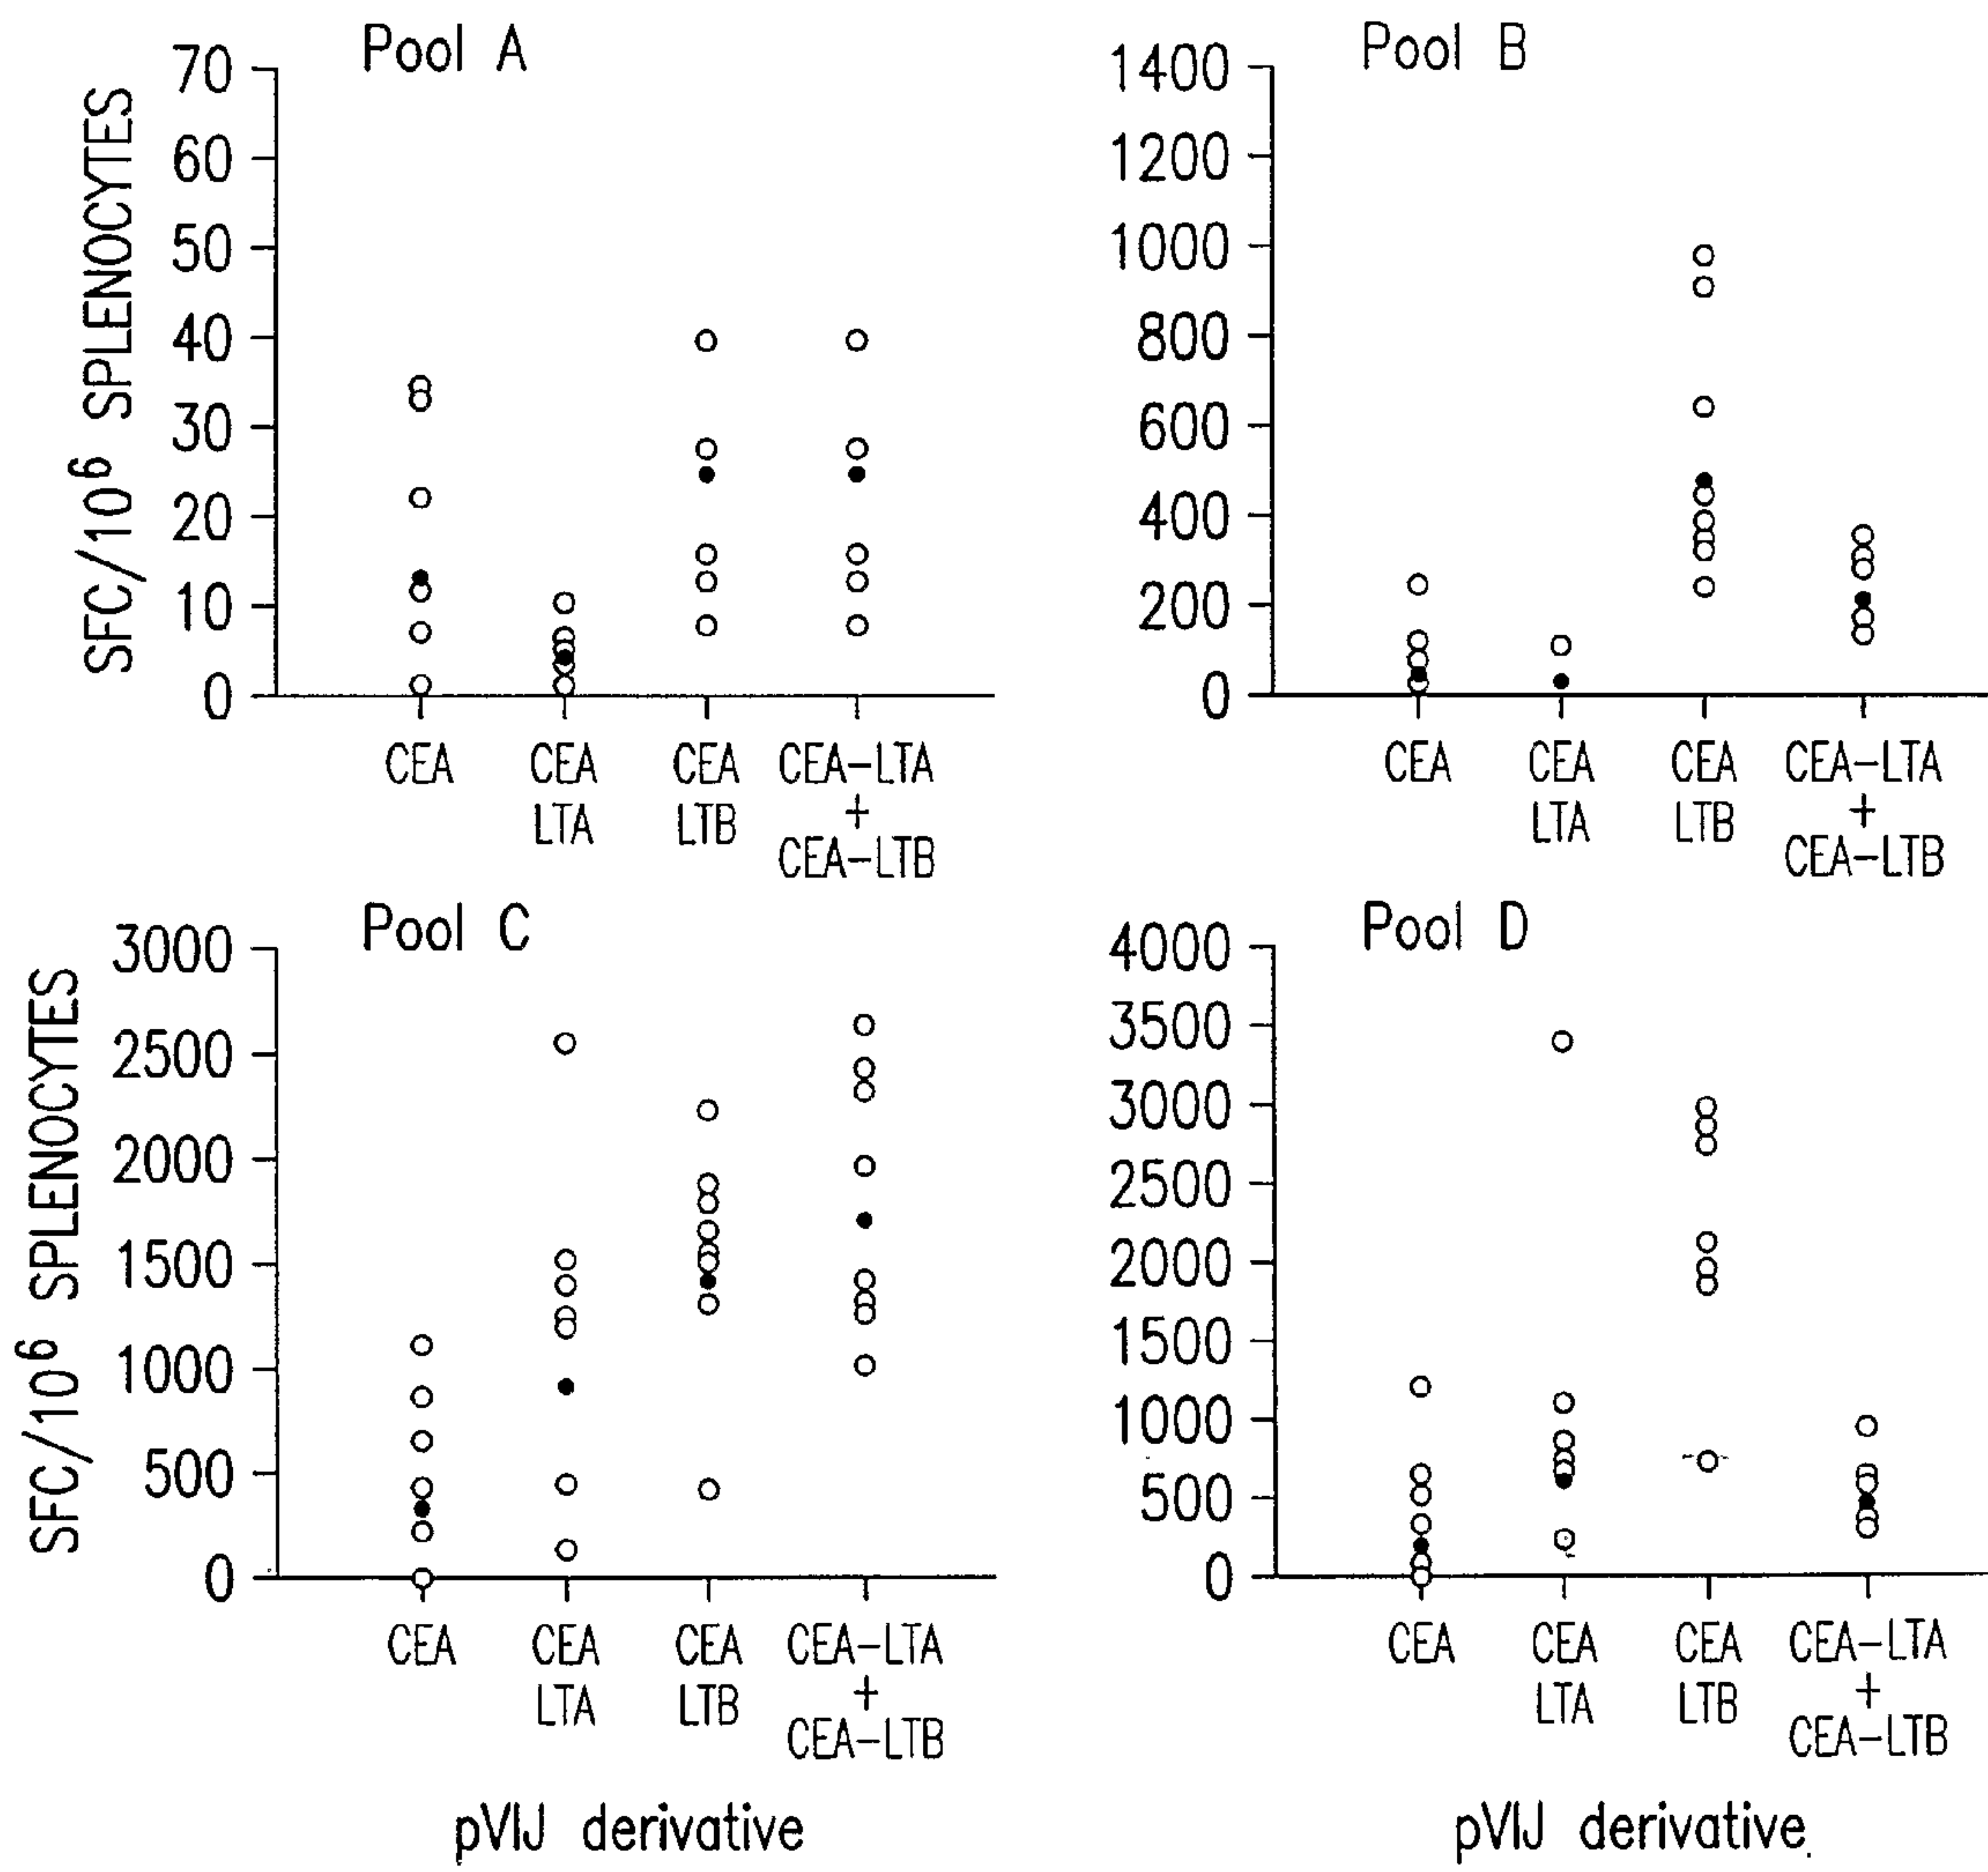 Pool A
SFC/10⁶ SPLENOCYTES
70
60
50
40
30
20
10
0
CEA
CEA
LTA
CEA
LTB
CEA-LTA
+
CEA-LTB
Pool B
1400
1200
1000
800
600
400
200
0
CEA
CEA
LTA
CEA
LTB
CEA-LTA
+
CEA-LTB
Pool C
SFC/10⁶ SPLENOCYTES
3000
2500
2000
1500
1000
500
0
CEA
CEA
LTA
CEA
LTB
CEA-LTA
+
CEA-LTB
pVIJ derivative
Pool D
4000
3500
3000
2500
2000
1500
1000
500
0
CEA
CEA
LTA
CEA
LTB
CEA-LTA
+
CEA-LTB
pVIJ derivative